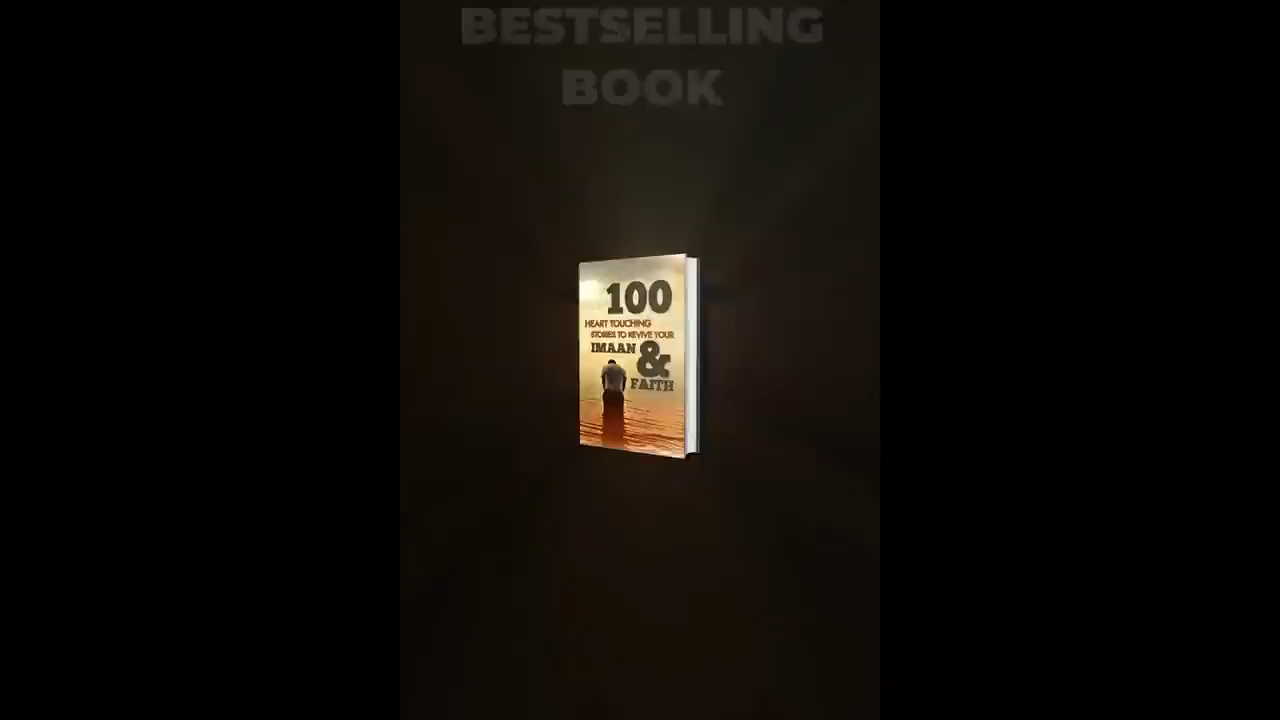 BESTSELLING
BOOK
100
HEART TOUCHING
STORIES TO REVIVE YOUR
IMAAN &
FAITH